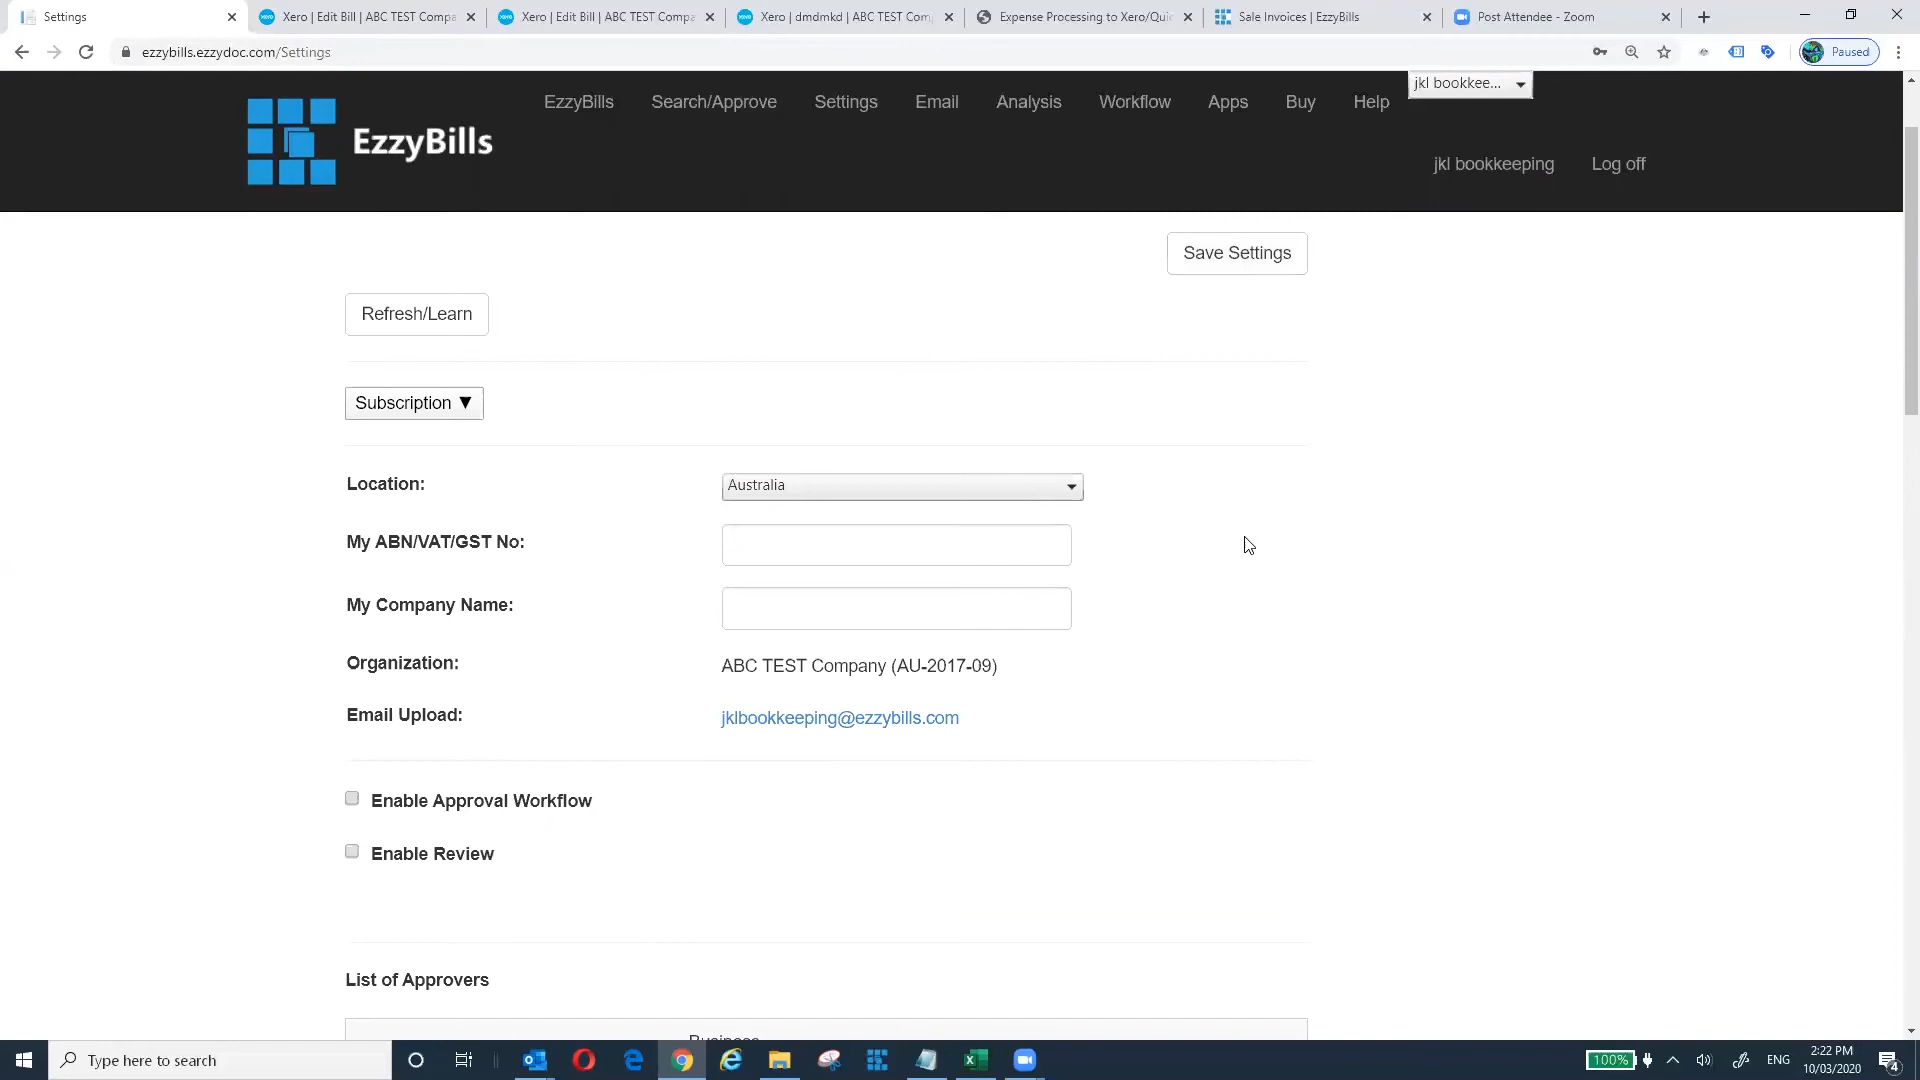 Settings
Xero | Edit Bill | ABC TEST Compa
Xero | Edit Bill | ABC TEST Compa
Xero | dmdmkd | ABC TEST Com
Expense Processing to Xero/Qui
Sale Invoices | EzzyBills
Post Attendee - Zoom
ezzybills.ezzydoc.com/Settings
Paused
EzzyBills
EzzyBills
Search/Approve
Settings
Email
Analysis
Workflow
Apps
Buy
Help
jkl bookkee...
jkl bookkeeping
Log off
Save Settings
Refresh/Learn
Subscription ▼
Location:
Australia
My ABN/VAT/GST No:
My Company Name:
Organization:
ABC TEST Company (AU-2017-09)
Email Upload:
jklbookkeeping@ezzybills.com
Enable Approval Workflow
Enable Review
List of Approvers
Business
Type here to search
100%
ENG
2:22 PM
10/03/2020
4